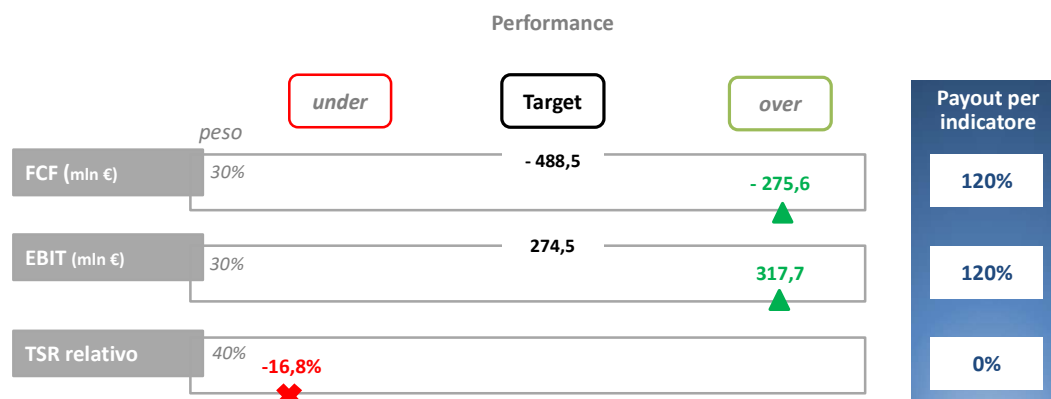 Performance
under
Target
over
Payout per
indicatore
peso
FCF (mln €)
30%
- 488,5
- 275,6
120%
EBIT (mln €)
30%
274,5
317,7
120%
TSR relativo
40%
-16,8%
0%